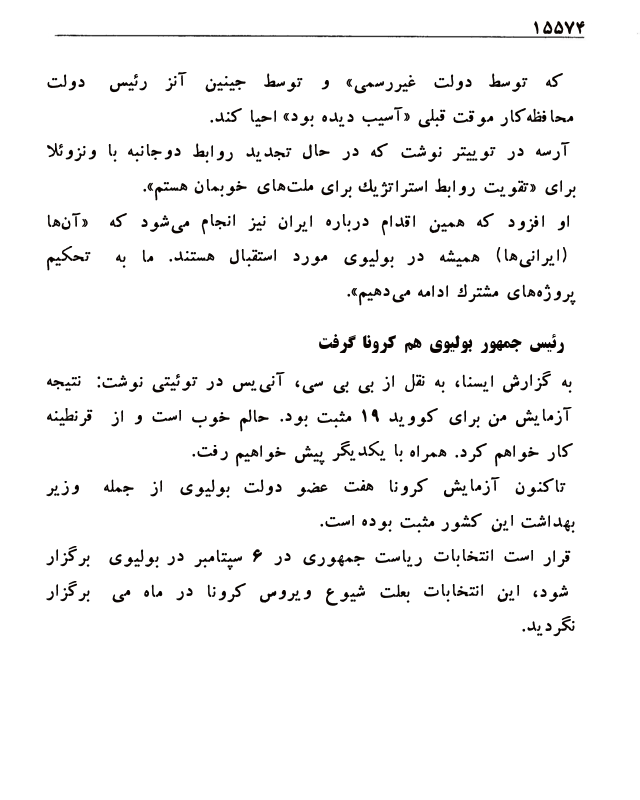 ۱۵۵۷۴
که توسط دولت غیررسمی» و توسط جینین آنز رئیس دولت
محافظه‌کار موقت قبلی «آسیب دیده بود» احیا کند.
آرسه در توییتر نوشت که در حال تجدید روابط دوجانبه با ونزوئلا
برای «تقویت روابط استراتژیك برای ملت‌های خوبمان هستم».
او افزود که همین اقدام درباره ایران نیز انجام می‌شود که «آن‌ها
(ایرانی‌ها) همیشه در بولیوی مورد استقبال هستند. ما به تحکیم
پروژه‌های مشترك ادامه می‌دهیم».
رئیس جمهور بولیوی هم کرونا گرفت
به گزارش ایسنا، به نقل از بی بی سی، آنی‌یس در توئیتی نوشت: نتیجه
آزمایش من برای کووید ۱۹ مثبت بود. حالم خوب است و از قرنطینه
کار خواهم کرد. همراه با یکدیگر پیش خواهیم رفت.
تاکنون آزمایش کرونا هفت عضو دولت بولیوی از جمله وزیر
بهداشت این کشور مثبت بوده است.
قرار است انتخابات ریاست جمهوری در ۶ سپتامبر در بولیوی برگزار
شود، این انتخابات بعلت شیوع ویروس کرونا در ماه می برگزار
نگردید.